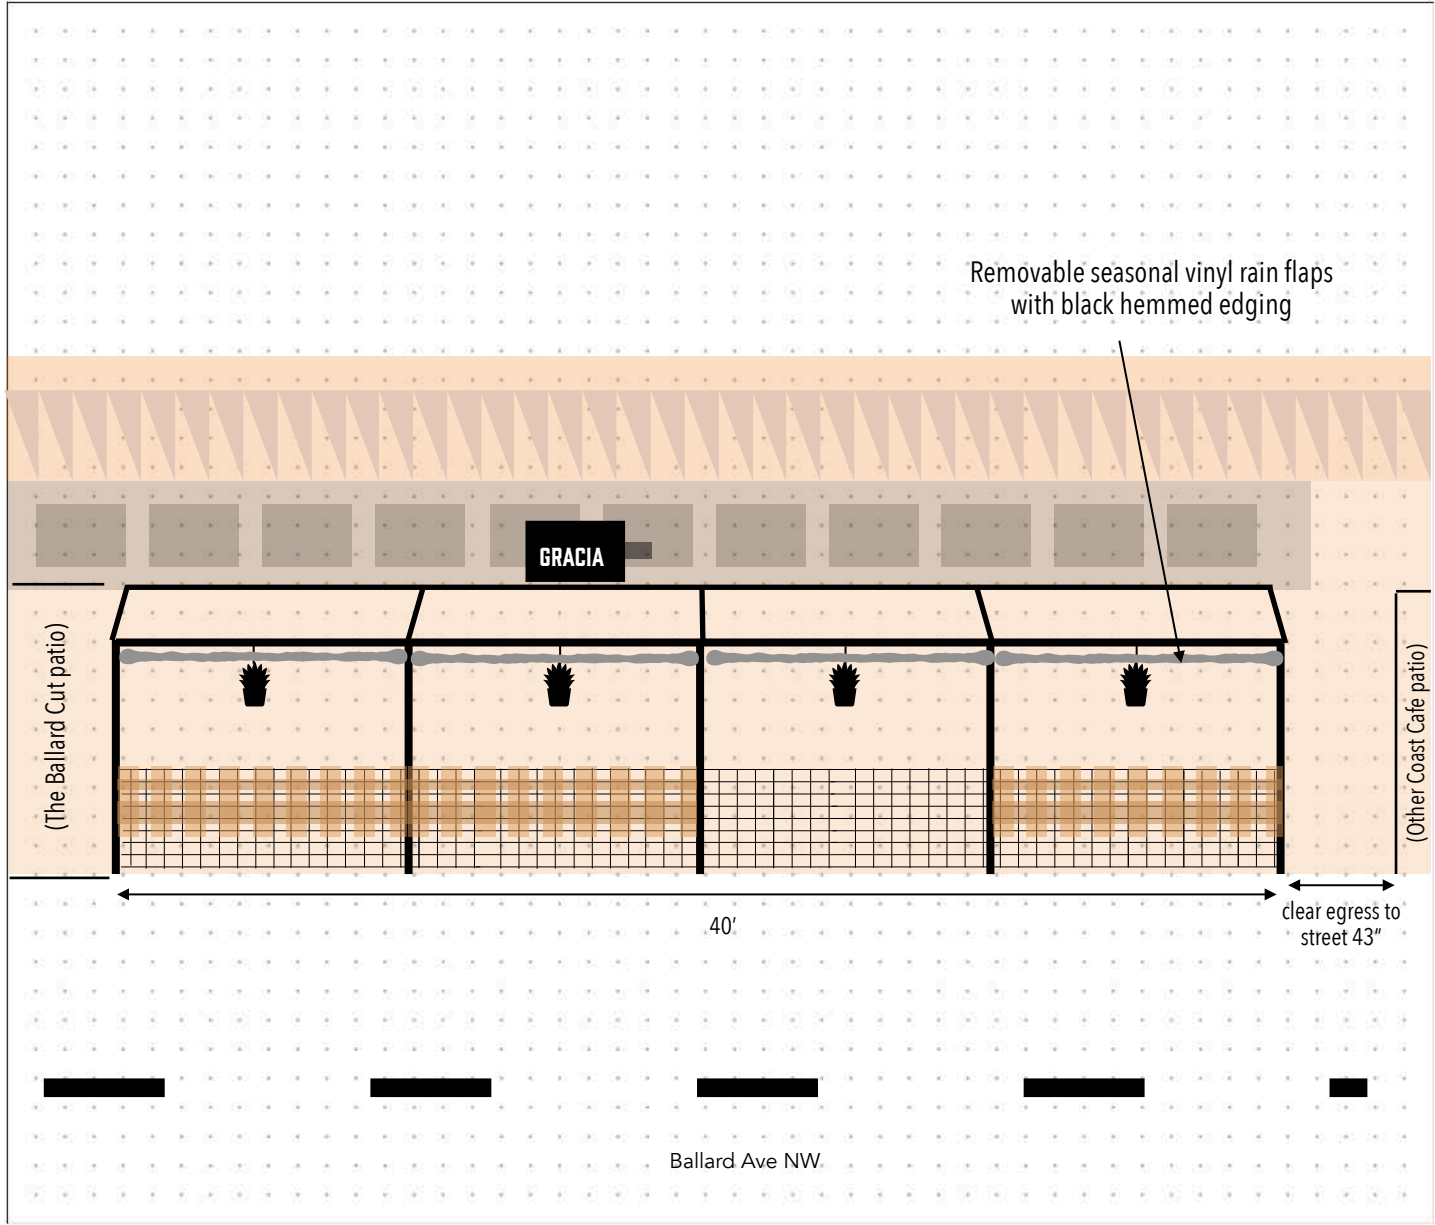 Removable seasonal vinyl rain flaps
with black hemmed edging
GRACIA
(The Ballard Cut patio)
(Other Coast Cafe patio)
40'
clear egress to
street 43"
Ballard Ave NW